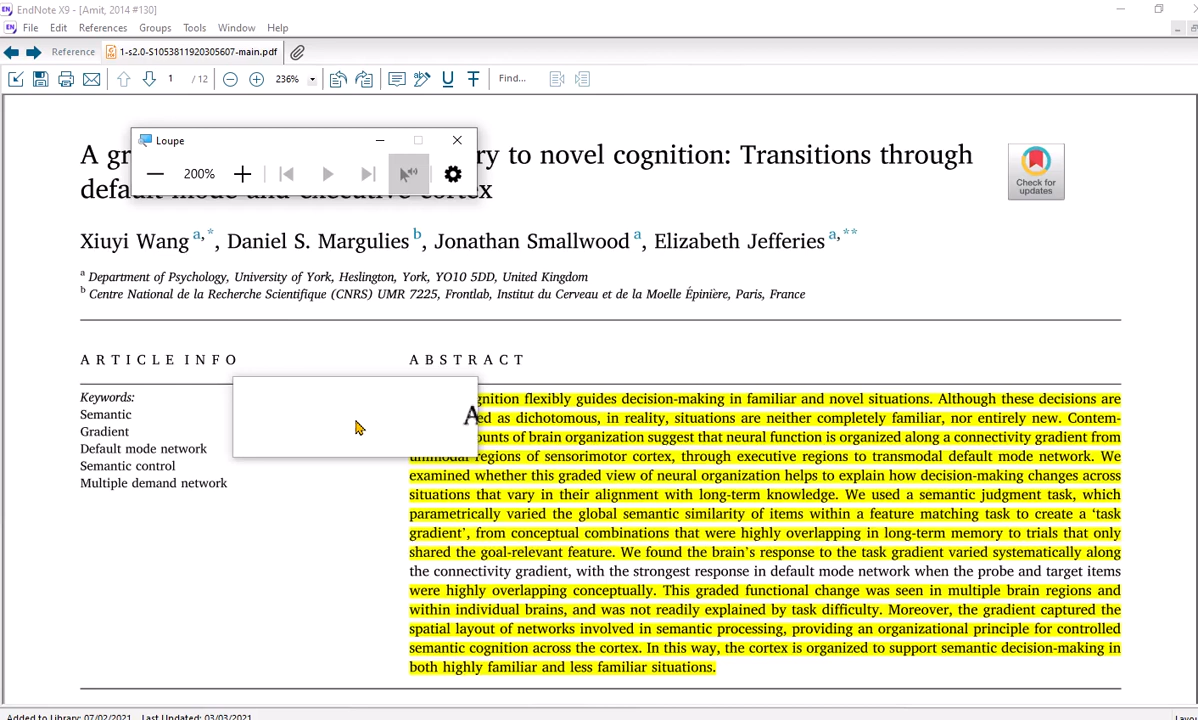 EndNote X9 - [Amit, 2014 #130]
File Edit References Groups Tools Window Help
Reference 1-s2.0-S1053811920305607-main.pdf
1 / 12 236% Find...
Loupe
200%
A gr ry to novel cognition: Transitions through
defa mode and executive cortex
Check for
updates
Xiuyi Wang a,*, Daniel S. Margulies b, Jonathan Smallwood a, Elizabeth Jefferies a,**
a Department of Psychology, University of York, Heslington, York, YO10 5DD, United Kingdom
b Centre National de la Recherche Scientifique (CNRS) UMR 7225, Frontlab, Institut du Cerveau et de la Moelle Épinière, Paris, France
ARTICLE INFO
Keywords:
Semantic
Gradient
Default mode network
Semantic control
Multiple demand network
A
ABSTRACT
gnition flexibly guides decision-making in familiar and novel situations. Although these decisions are
ed as dichotomous, in reality, situations are neither completely familiar, nor entirely new. Contem-
ounts of brain organization suggest that neural function is organized along a connectivity gradient from
unimodal regions of sensorimotor cortex, through executive regions to transmodal default mode network. We
examined whether this graded view of neural organization helps to explain how decision-making changes across
situations that vary in their alignment with long-term knowledge. We used a semantic judgment task, which
parametrically varied the global semantic similarity of items within a feature matching task to create a ‘task
gradient’, from conceptual combinations that were highly overlapping in long-term memory to trials that only
shared the goal-relevant feature. We found the brain’s response to the task gradient varied systematically along
the connectivity gradient, with the strongest response in default mode network when the probe and target items
were highly overlapping conceptually. This graded functional change was seen in multiple brain regions and
within individual brains, and was not readily explained by task difficulty. Moreover, the gradient captured the
spatial layout of networks involved in semantic processing, providing an organizational principle for controlled
semantic cognition across the cortex. In this way, the cortex is organized to support semantic decision-making in
both highly familiar and less familiar situations.
Added to Library: 07/02/2021 Last Updated: 03/03/2021 Layou